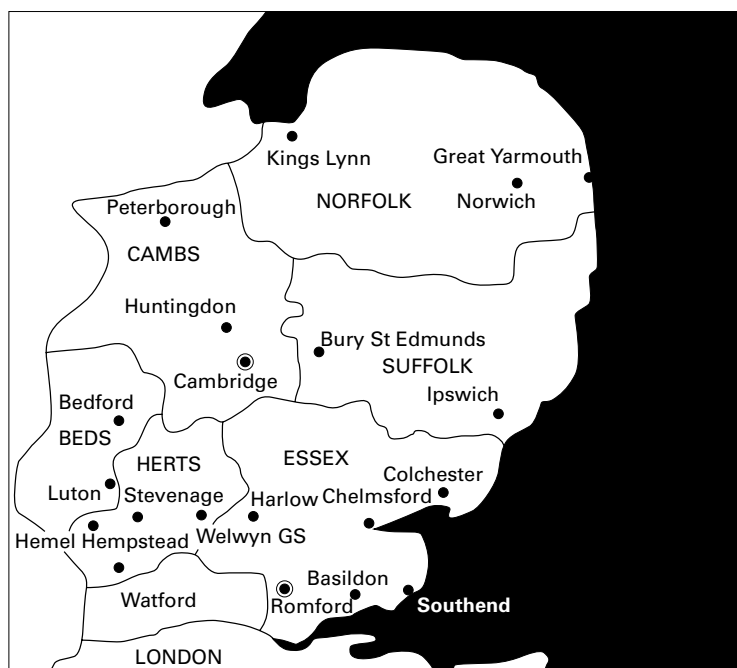 Kings Lynn
Great Yarmouth
NORFOLK
Norwich
Peterborough
CAMBS
Huntingdon
Bury St Edmunds
SUFFOLK
Cambridge
Ipswich
Bedford
BEDS
HERTS
ESSEX
Colchester
Luton
Stevenage
Harlow
Chelmsford
Hemel Hempstead
Welwyn GS
Basildon
Watford
Romford
Southend
LONDON